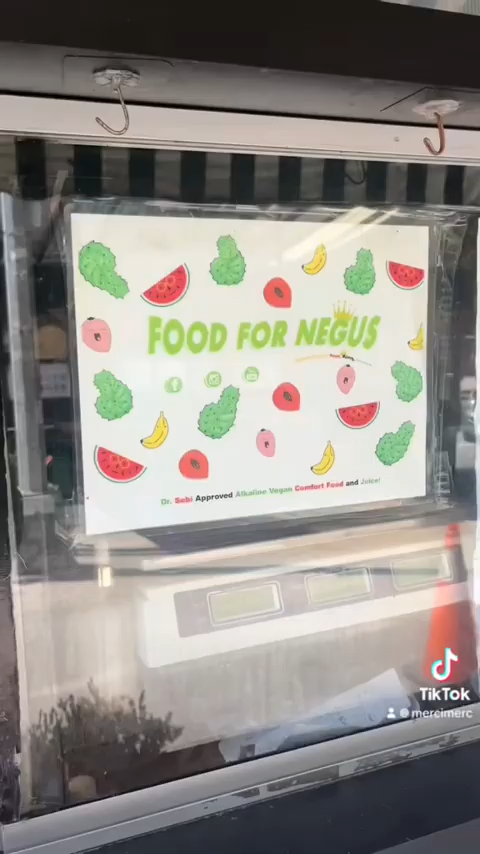 FOOD FOR NEGUS
Dr. Sebi Approved Alkaline Vegan Comfort Food and Juice!
TikTok
@mercimerc